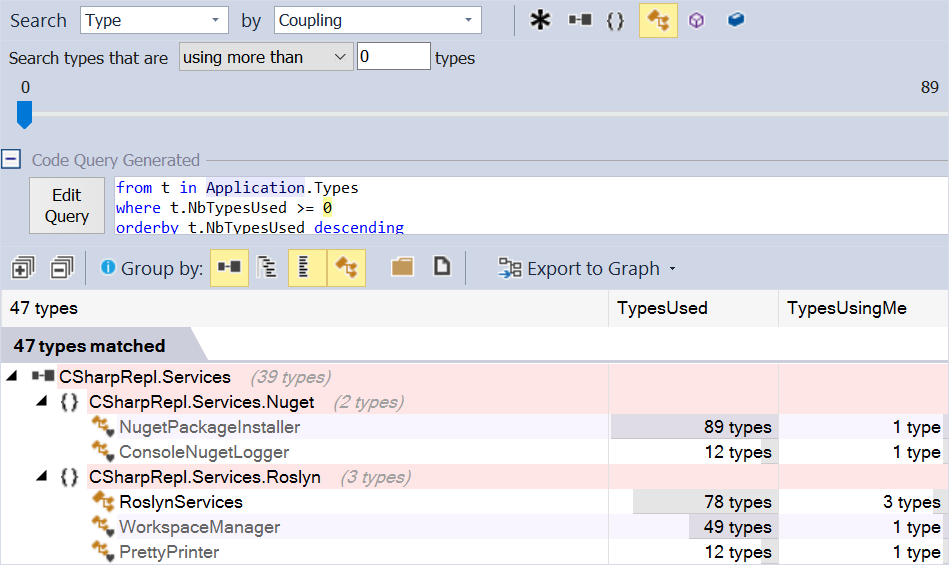 Search Type by Coupling
Search types that are using more than 0 types
0 89
Code Query Generated
Edit Query
from t in Application.Types
where t.NbTypesUsed >= 0
orderby t.NbTypesUsed descending
Group by: Export to Graph
47 types TypesUsed TypesUsingMe
47 types matched
CSharpRepl.Services (39 types)
{} CSharpRepl.Services.Nuget (2 types)
NugetPackageInstaller 89 types 1 type
ConsoleNugetLogger 12 types 1 type
{} CSharpRepl.Services.Roslyn (3 types)
RoslynServices 78 types 3 types
WorkspaceManager 49 types 1 type
PrettyPrinter 12 types 1 type